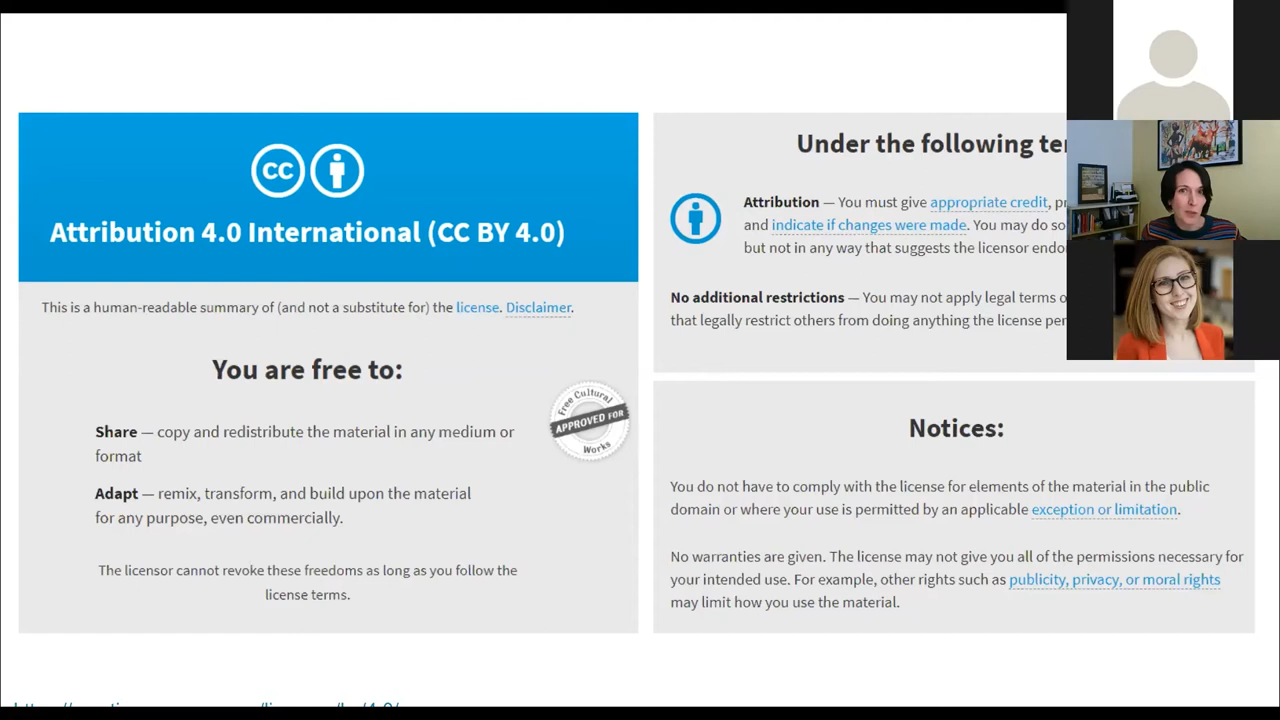 cc
Attribution 4.0 International (CC BY 4.0)
This is a human-readable summary of (and not a substitute for) the license. Disclaimer.
You are free to:
Share — copy and redistribute the material in any medium or
format
Adapt — remix, transform, and build upon the material
for any purpose, even commercially.
Free Cultural
APPROVED FOR
Works
The licensor cannot revoke these freedoms as long as you follow the
license terms.
Under the following
Attribution — You must give appropriate credit,
and indicate if changes were made. You may do so
but not in any way that suggests the licensor
No additional restrictions — You may not apply legal terms
that legally restrict others from doing anything the license
Notices:
You do not have to comply with the license for elements of the material in the public
domain or where your use is permitted by an applicable exception or limitation.
No warranties are given. The license may not give you all of the permissions necessary for
your intended use. For example, other rights such as publicity, privacy, or moral rights
may limit how you use the material.